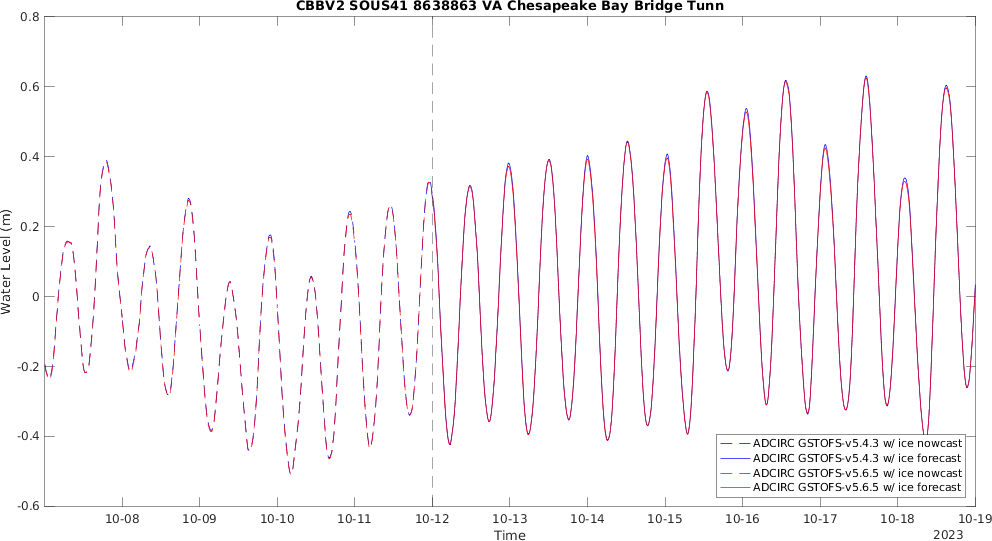 CBBV2 SOUS41 8638863 VA Chesapeake Bay Bridge Tunn
0.8
0.6
0.4
0.2
0
-0.2
-0.4
-0.6
Water Level (m)
ADCIRC GSTOFS-v5.4.3 w/ ice nowcast
ADCIRC GSTOFS-v5.4.3 w/ ice forecast
ADCIRC GSTOFS-v5.6.5 w/ ice nowcast
ADCIRC GSTOFS-v5.6.5 w/ ice forecast
10-08 10-09 10-10 10-11 10-12 10-13 10-14 10-15 10-16 10-17 10-18 10-19
Time
2023